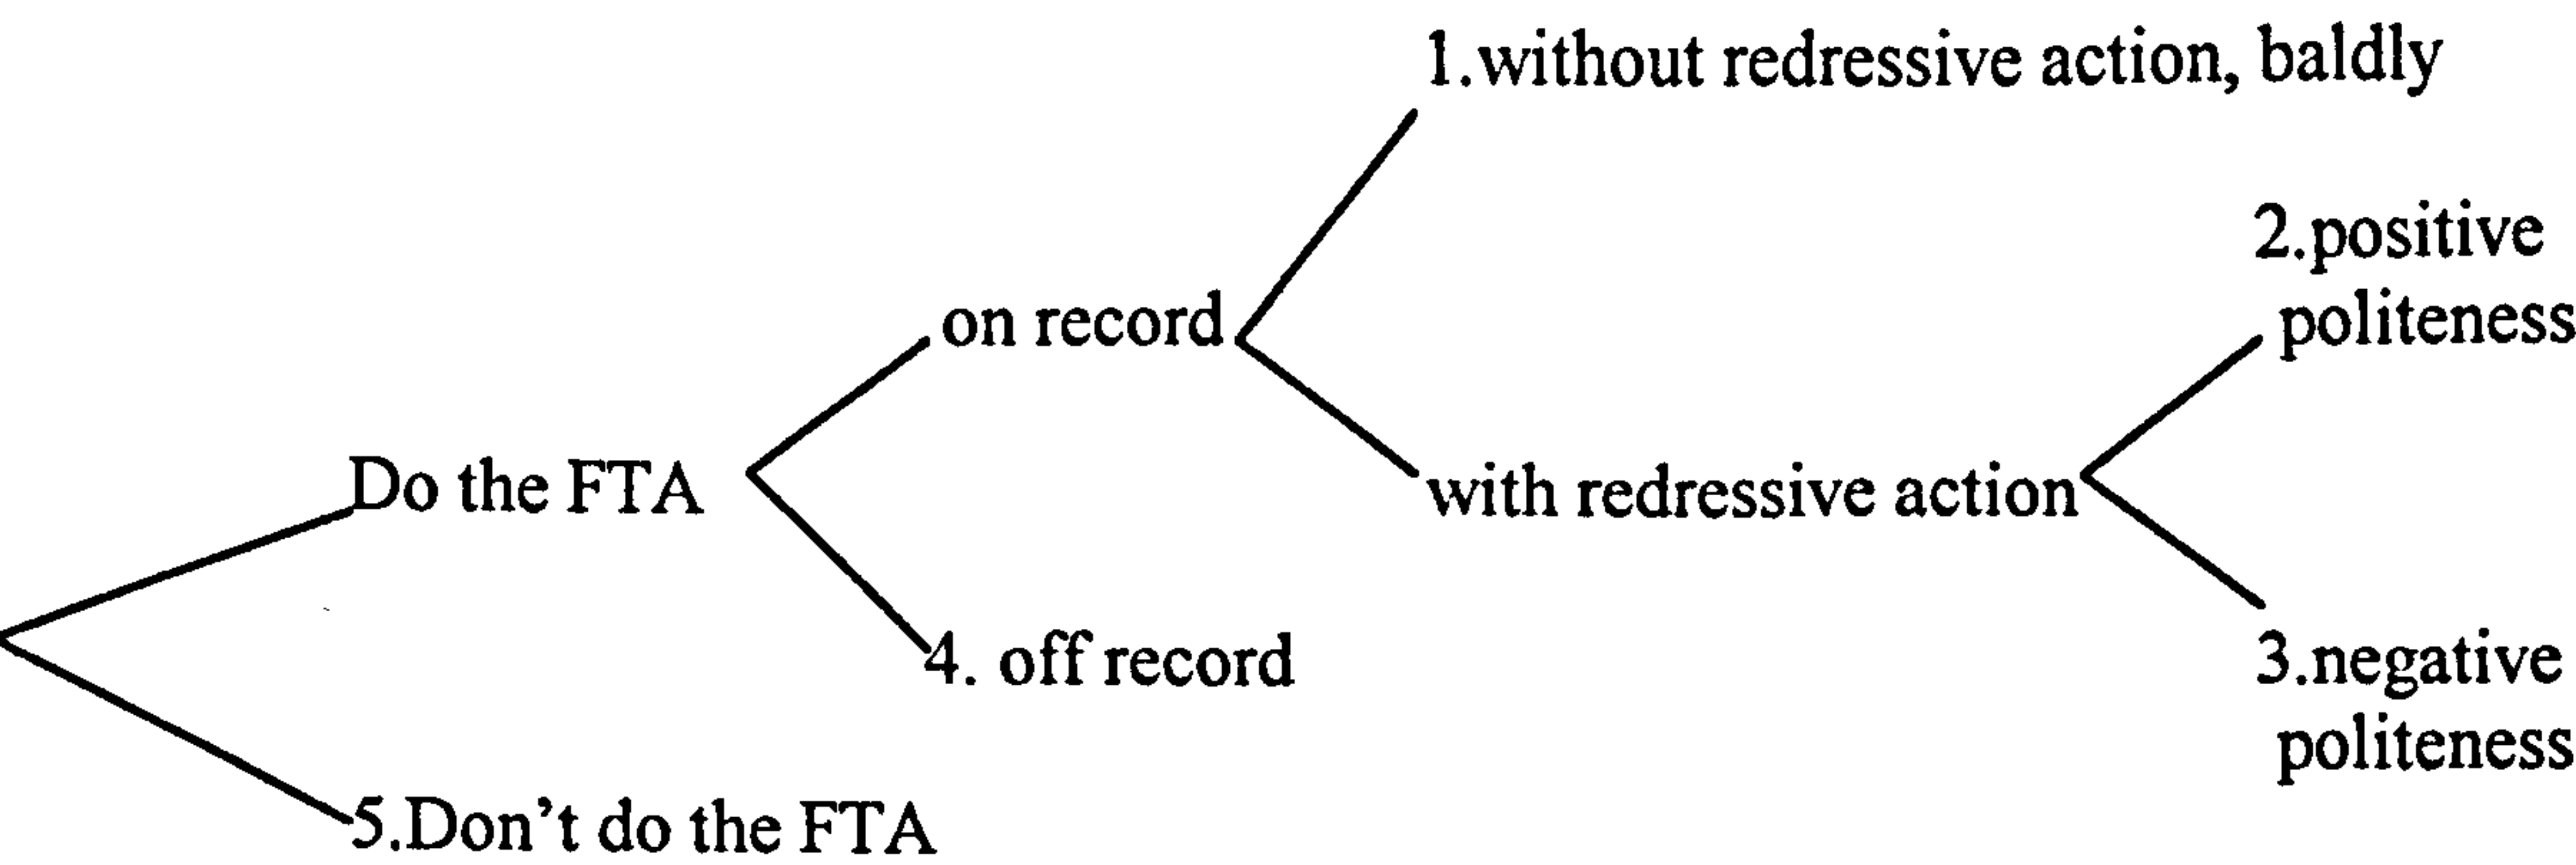 1.without redressive action, baldly
2.positive
politeness
on record
Do the FTA
with redressive action
4. off record
3.negative
politeness
5.Don't do the FTA